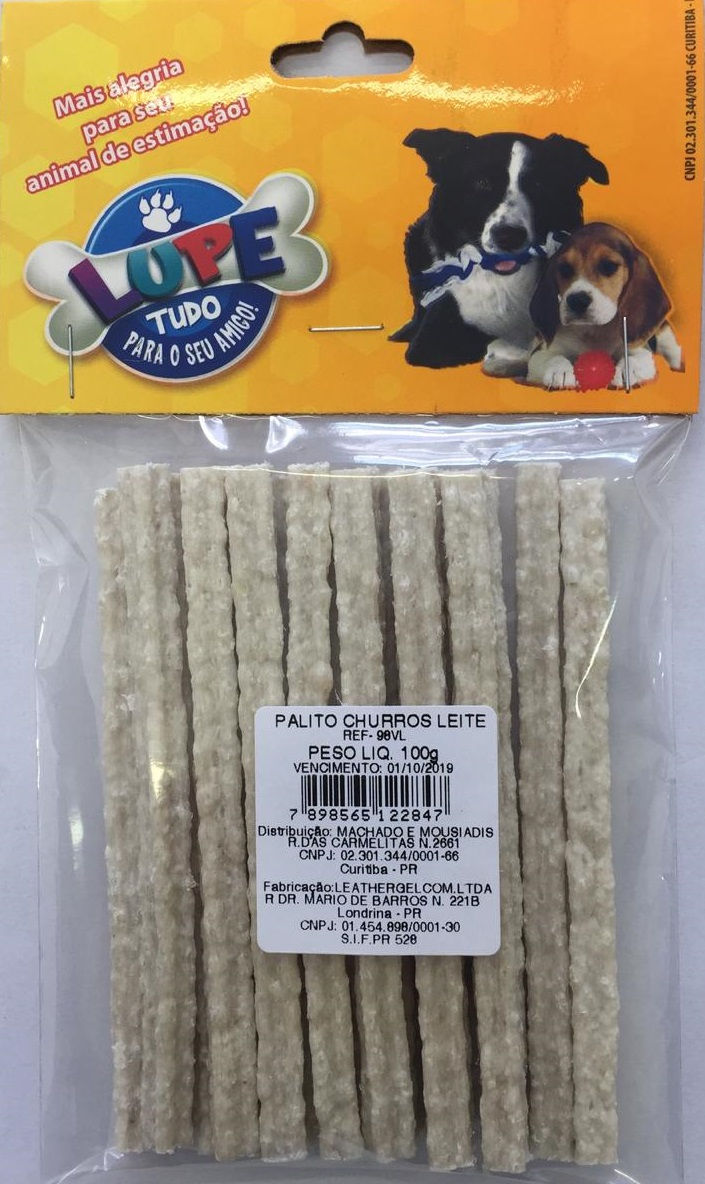 Mais alegria
para seu
animal de estimação!
LUPE
TUDO
PARA O SEU AMIGO!
CNPJ 02.301.344/0001-66 CURITIBA -
PALITO CHURROS LEITE
REF- 98VL
PESO LIQ. 100g
VENCIMENTO: 01/10/2019
7 898565 122847
Distribuição: MACHADO E MOUSIADIS
R.DAS CARMELITAS N.2661
CNPJ: 02.301.344/0001-66
Curitiba - PR
Fabricação:LEATHERGELCOM.LTDA
R DR. MARIO DE BARROS N. 221B
Londrina - PR
CNPJ: 01.454.898/0001-30
S.I.F.PR 528